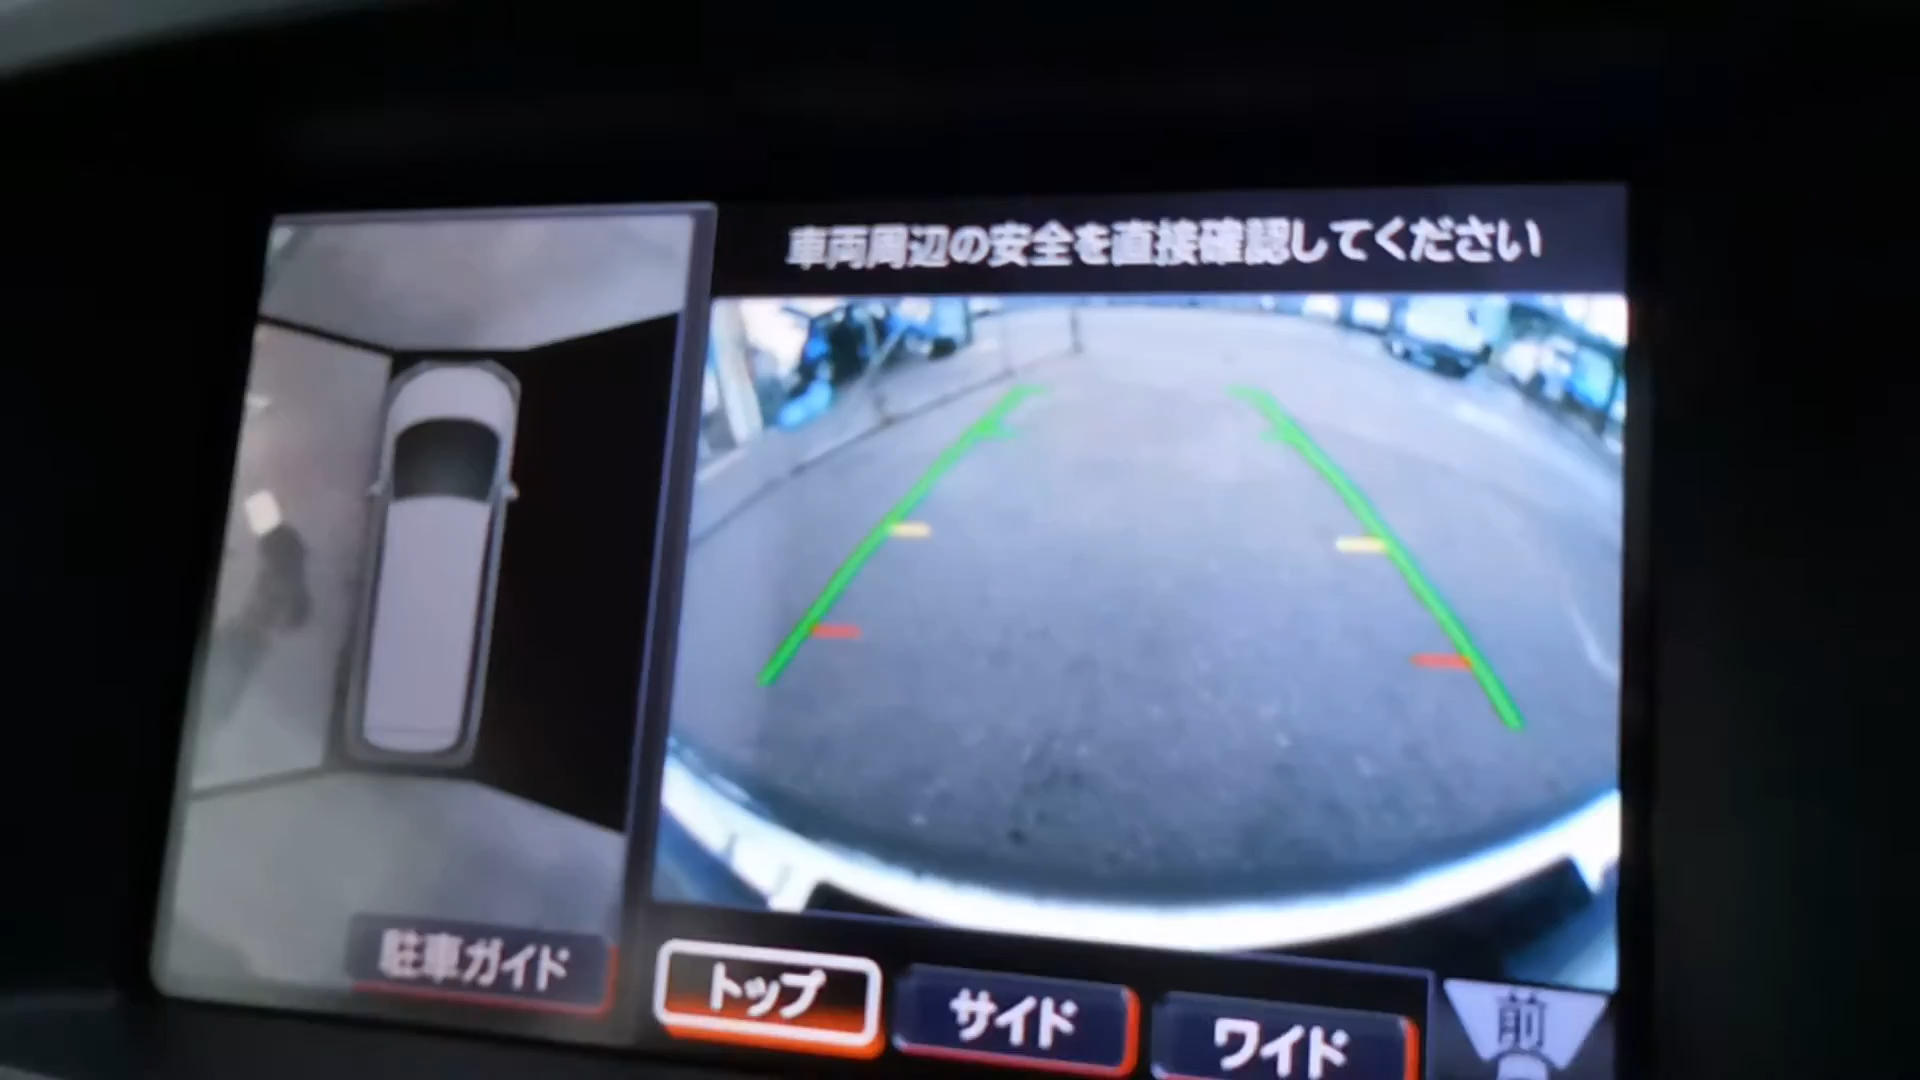 車両周辺の安全を直接確認してください
駐車ガイド
トップ
サイド
ワイド
前